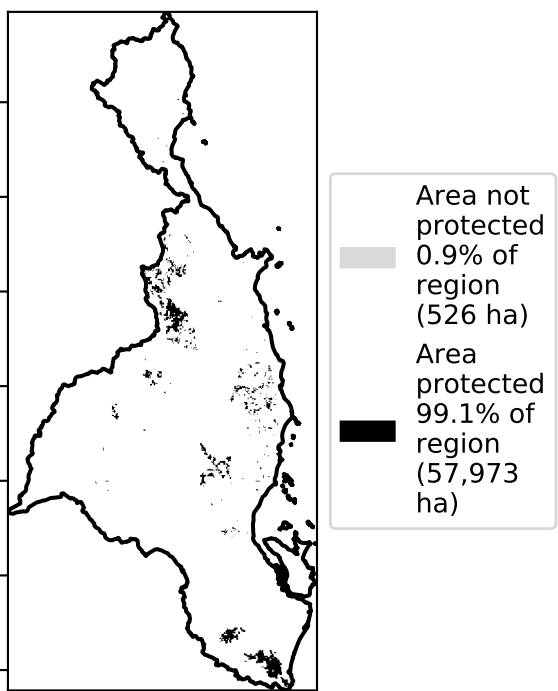 Area not
protected
0.9% of
region
(526 ha)
Area
protected
99.1% of
region
(57,973
ha)